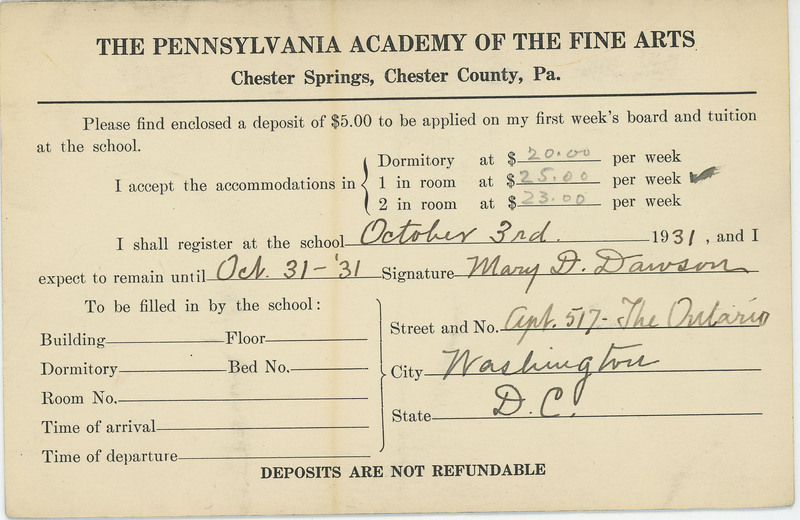 THE PENNSYLVANIA ACADEMY OF THE FINE ARTS
Chester Springs, Chester County, Pa.
Please find enclosed a deposit of $5.00 to be applied on my first week's board and tuition
at the school.
I accept the accommodations in
Dormitory at $ 20.00 per week
1 in room at $ 25.00 per week
2 in room at $ 23.00 per week
I shall register at the school October 3rd. 1931, and I
expect to remain until Oct. 31-'31 Signature Mary D. Dawson
To be filled in by the school:
Building Floor
Dormitory Bed No.
Room No.
Time of arrival
Time of departure
Street and No. Apt. 517- The Ontario
City Washington
State D.C.
DEPOSITS ARE NOT REFUNDABLE